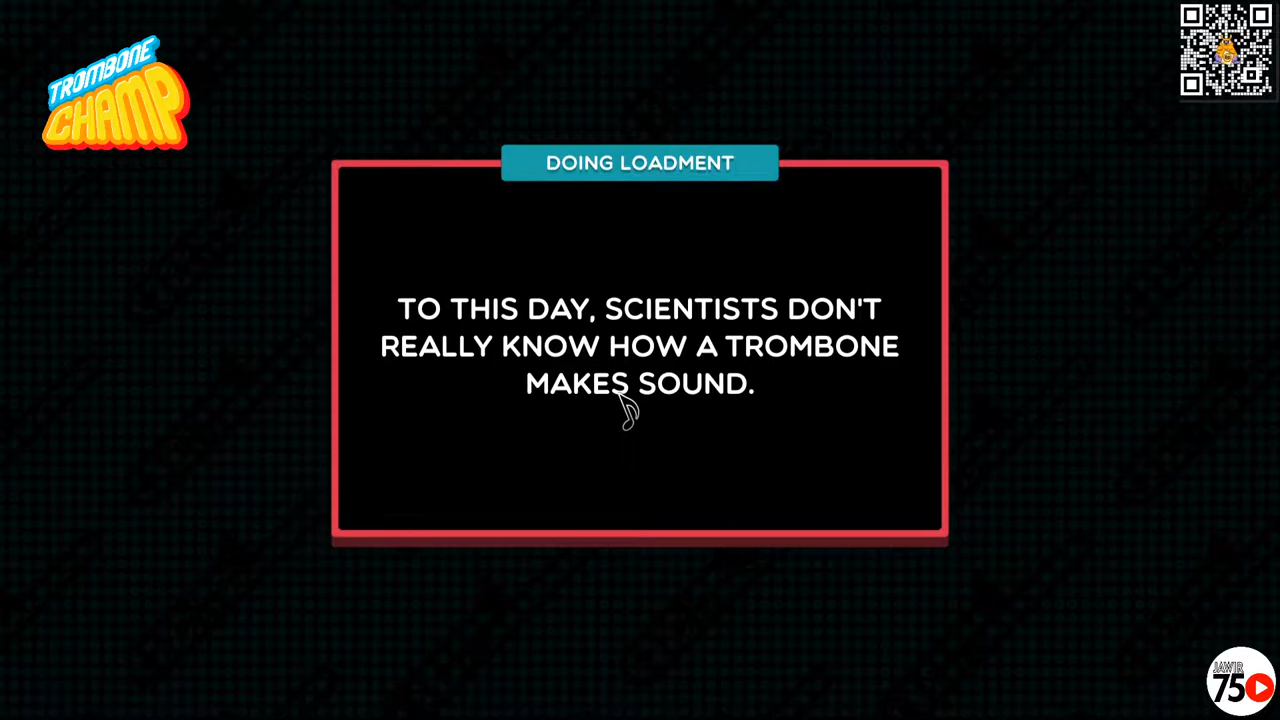 TROMBONE
CHAMP
DOING LOADMENT
TO THIS DAY, SCIENTISTS DON'T
REALLY KNOW HOW A TROMBONE
MAKES SOUND.
JAWIR
75